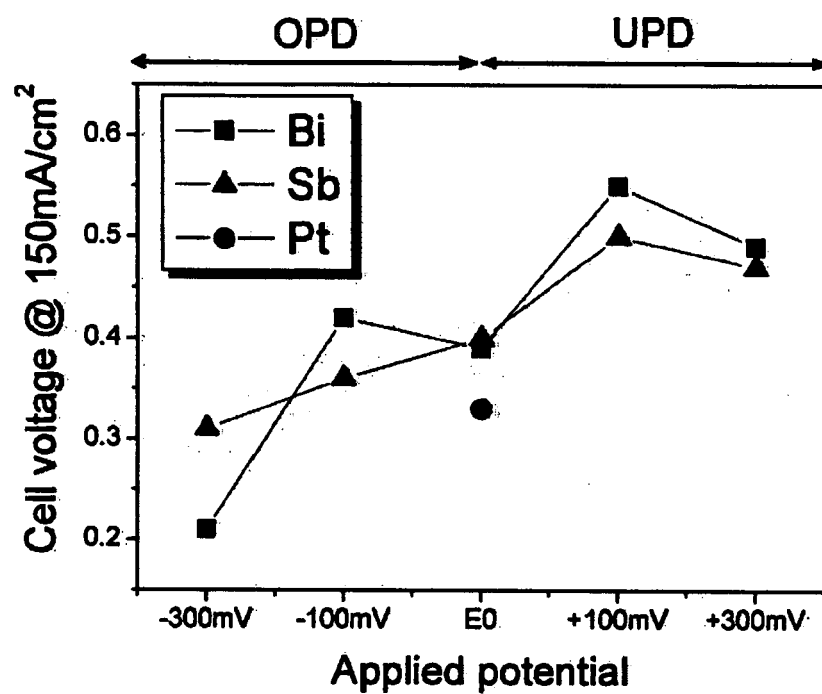 OPD UPD
Bi
Sb
Pt
0.6
0.5
0.4
0.3
0.2
Cell voltage @ 150mA/cm²
-300mV -100mV E0 +100mV +300mV
Applied potential